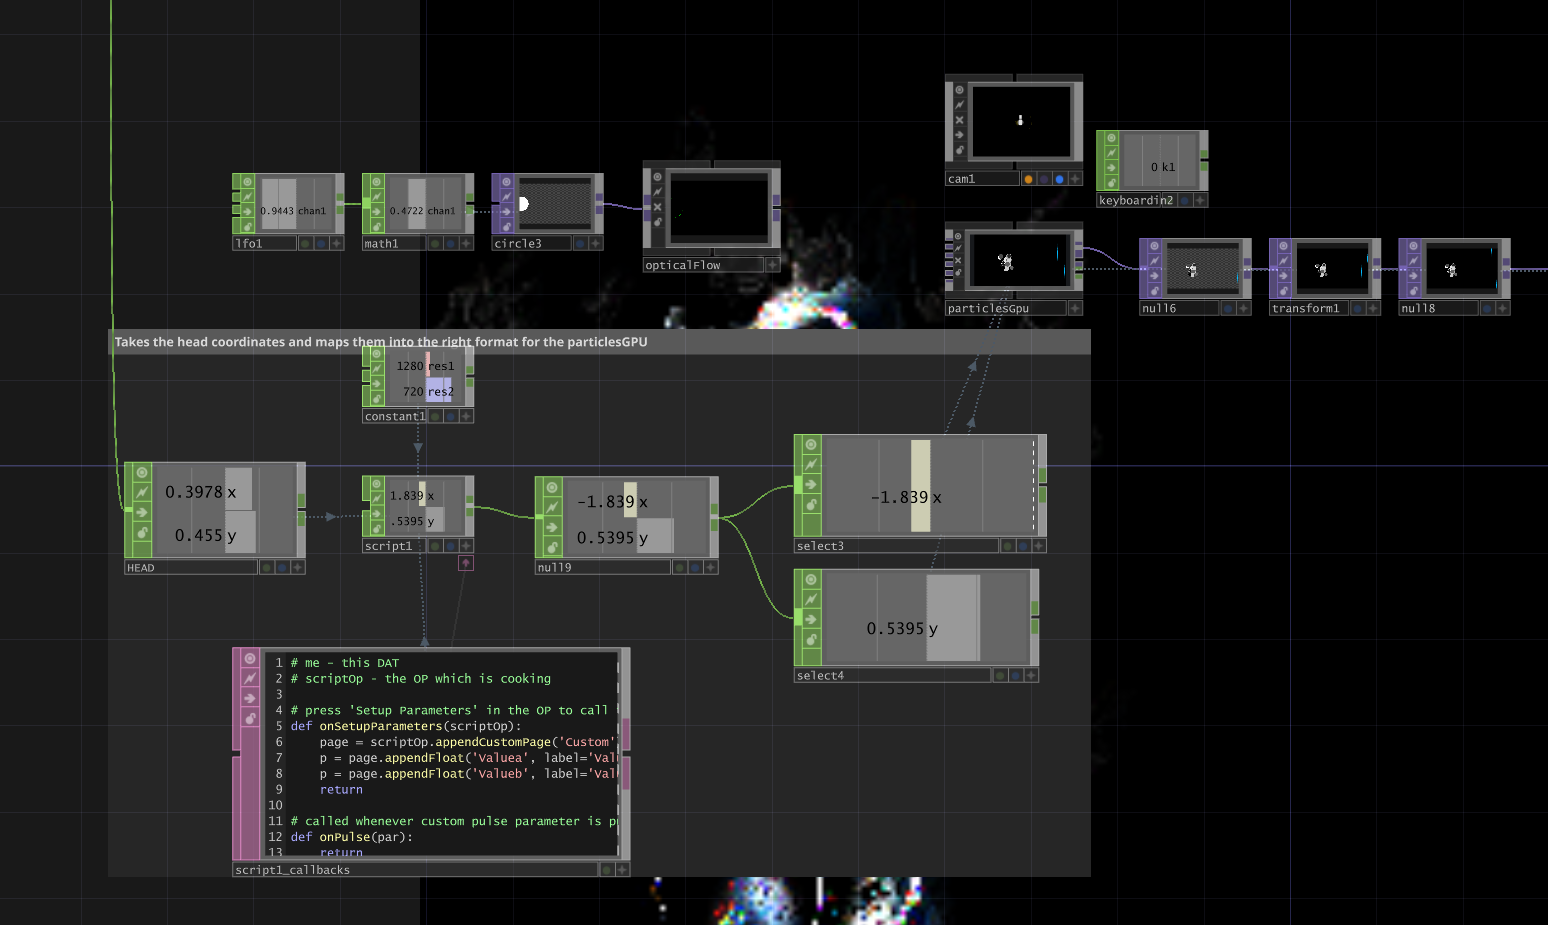 cam1
0 k1
keyboardin2
0.9443 chan1
lfo1
0.4722 chan1
math1
circle3
opticalFlow
particlesGpu
null6
transform1
null8
Takes the head coordinates and maps them into the right format for the particlesGPU
1280 res1
720 res2
constant1
0.3978 x
0.455 y
HEAD
1.839 x
.5395 y
script1
-1.839 x
0.5395 y
null9
-1.839 x
select3
0.5395 y
select4
1 # me - this DAT
2 # scriptOp - the OP which is cooking
3
4 # press 'Setup Parameters' in the OP to call
5 def onSetupParameters(scriptOp):
6 page = scriptOp.appendCustomPage('Custom'
7 p = page.appendFloat('Valuea', label='Val
8 p = page.appendFloat('Valueb', label='Val
9 return
10
11 # called whenever custom pulse parameter is p
12 def onPulse(par):
13 return
script1_callbacks